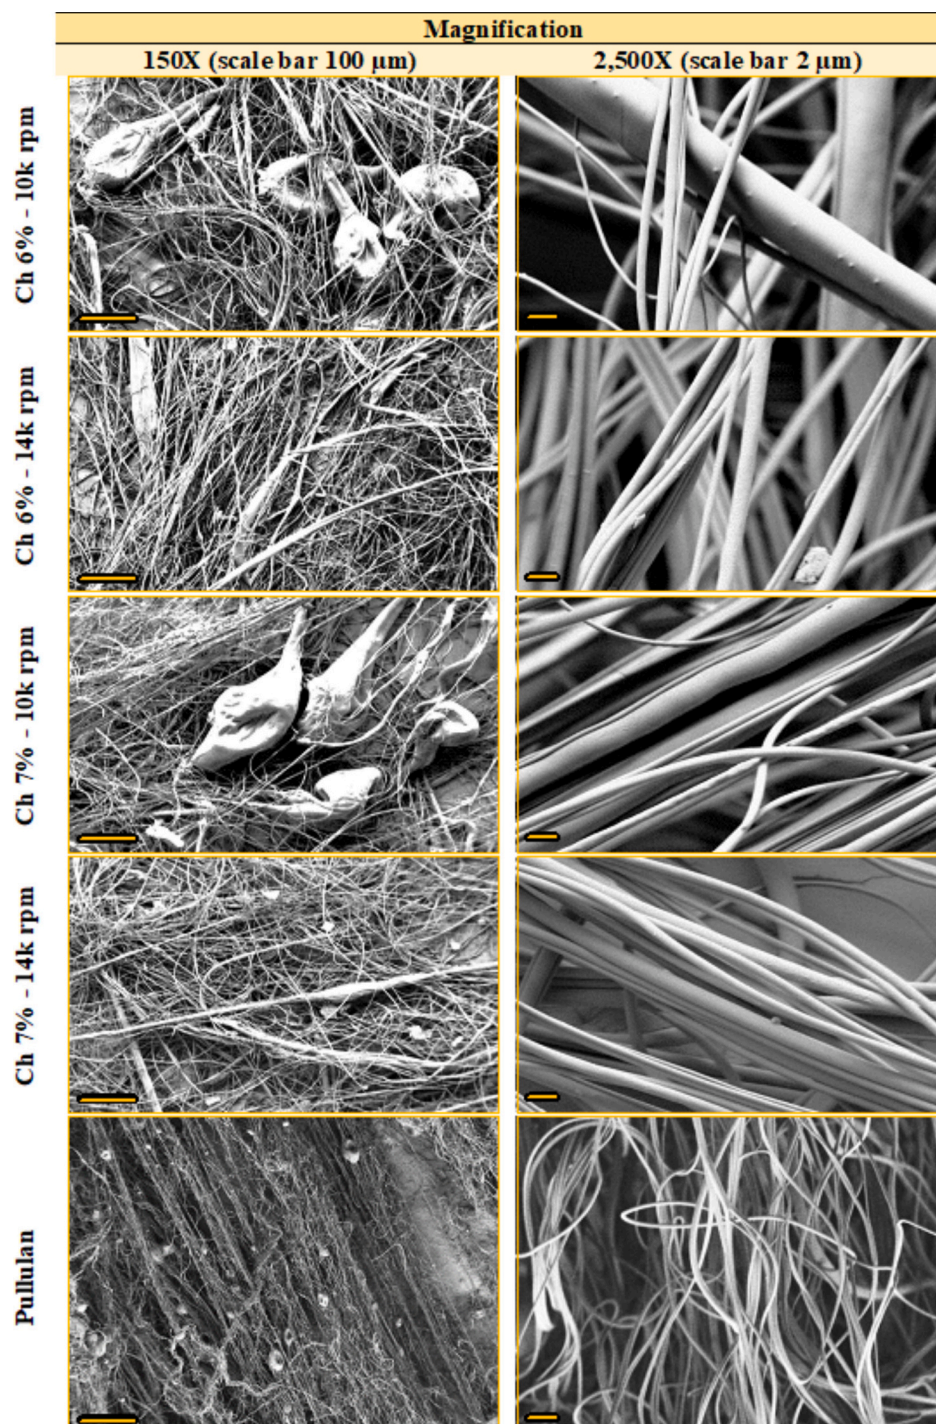 Magnification
150X (scale bar 100 µm) 2,500X (scale bar 2 µm)
Ch 6% - 10k rpm
Ch 6% - 14k rpm
Ch 7% - 10k rpm
Ch 7% - 14k rpm
Pullulan